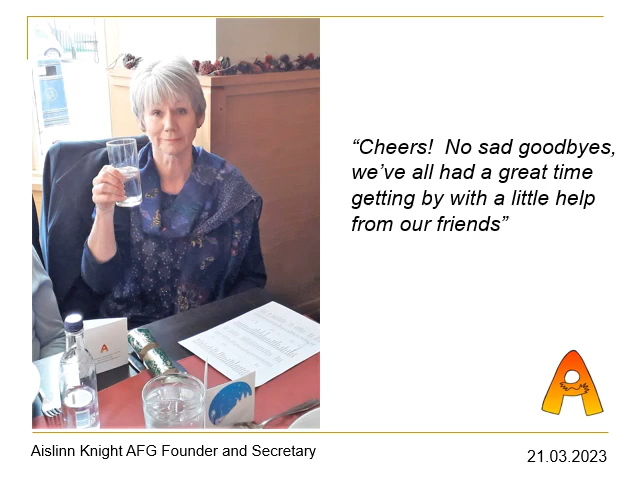 “Cheers!  No sad goodbyes,
we’ve all had a great time
getting by with a little help
from our friends”
A
A
Aislinn Knight AFG Founder and Secretary
21.03.2023